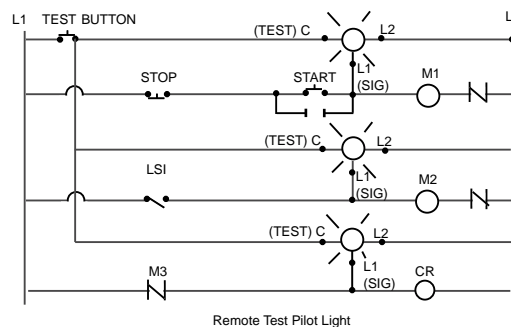 L1 TEST BUTTON (TEST) C L2 L
STOP START L1 M1
(SIG)
(TEST) C L2
LSI L1 M2
(SIG)
(TEST) C L2
M3 L1 CR
(SIG)
Remote Test Pilot Light